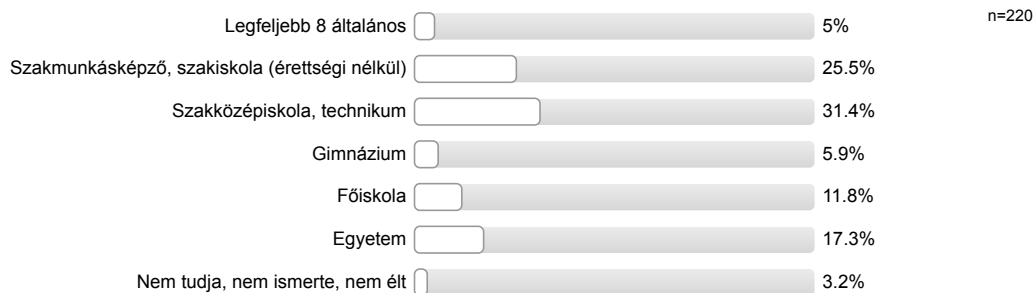 Legfeljebb 8 általános 5% n=220
Szakmunkásképző, szakiskola (érettségi nélkül) 25.5%
Szakközépiskola, technikum 31.4%
Gimnázium 5.9%
Főiskola 11.8%
Egyetem 17.3%
Nem tudja, nem ismerte, nem élt 3.2%